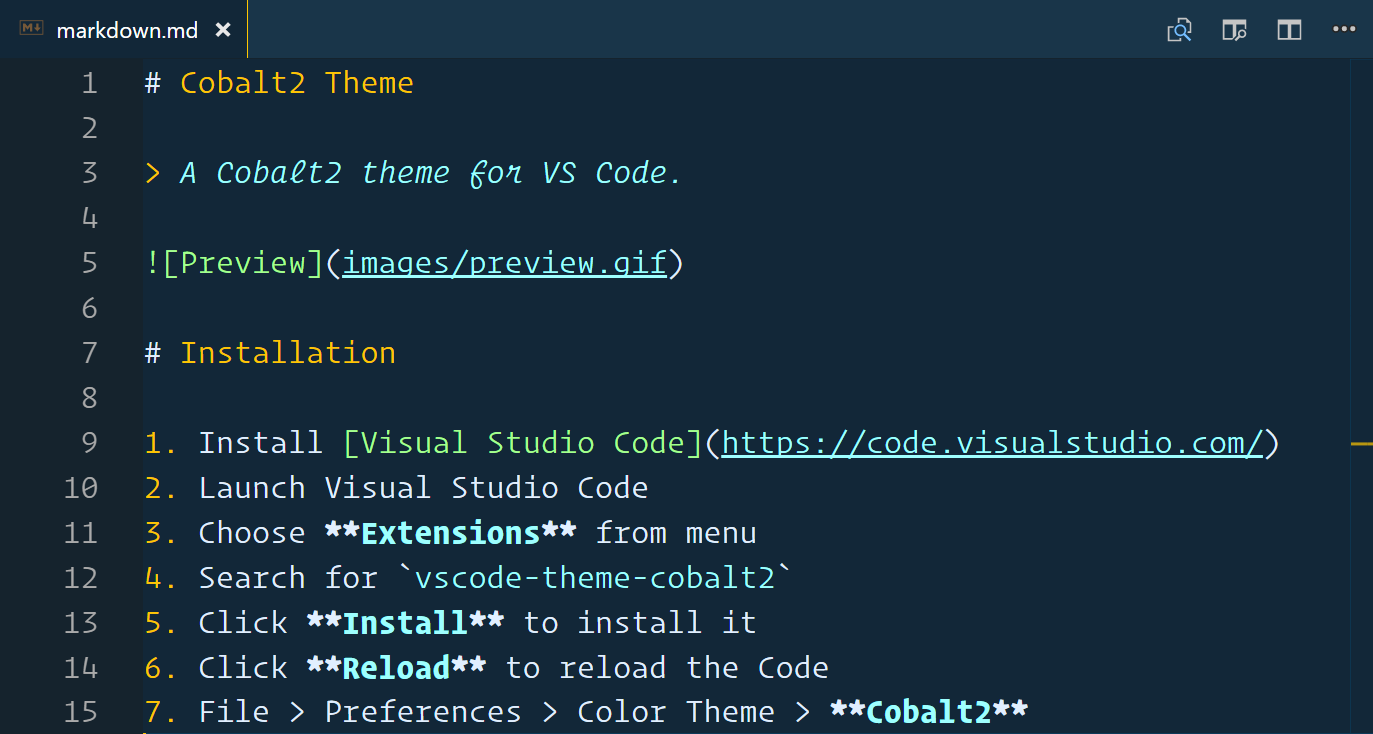 markdown.md
1 # Cobalt2 Theme
2
3 > A Cobalt2 theme for VS Code.
4
5 ![Preview](images/preview.gif)
6
7 # Installation
8
9 1. Install [Visual Studio Code](https://code.visualstudio.com/)
10 2. Launch Visual Studio Code
11 3. Choose **Extensions** from menu
12 4. Search for `vscode-theme-cobalt2`
13 5. Click **Install** to install it
14 6. Click **Reload** to reload the Code
15 7. File > Preferences > Color Theme > **Cobalt2**